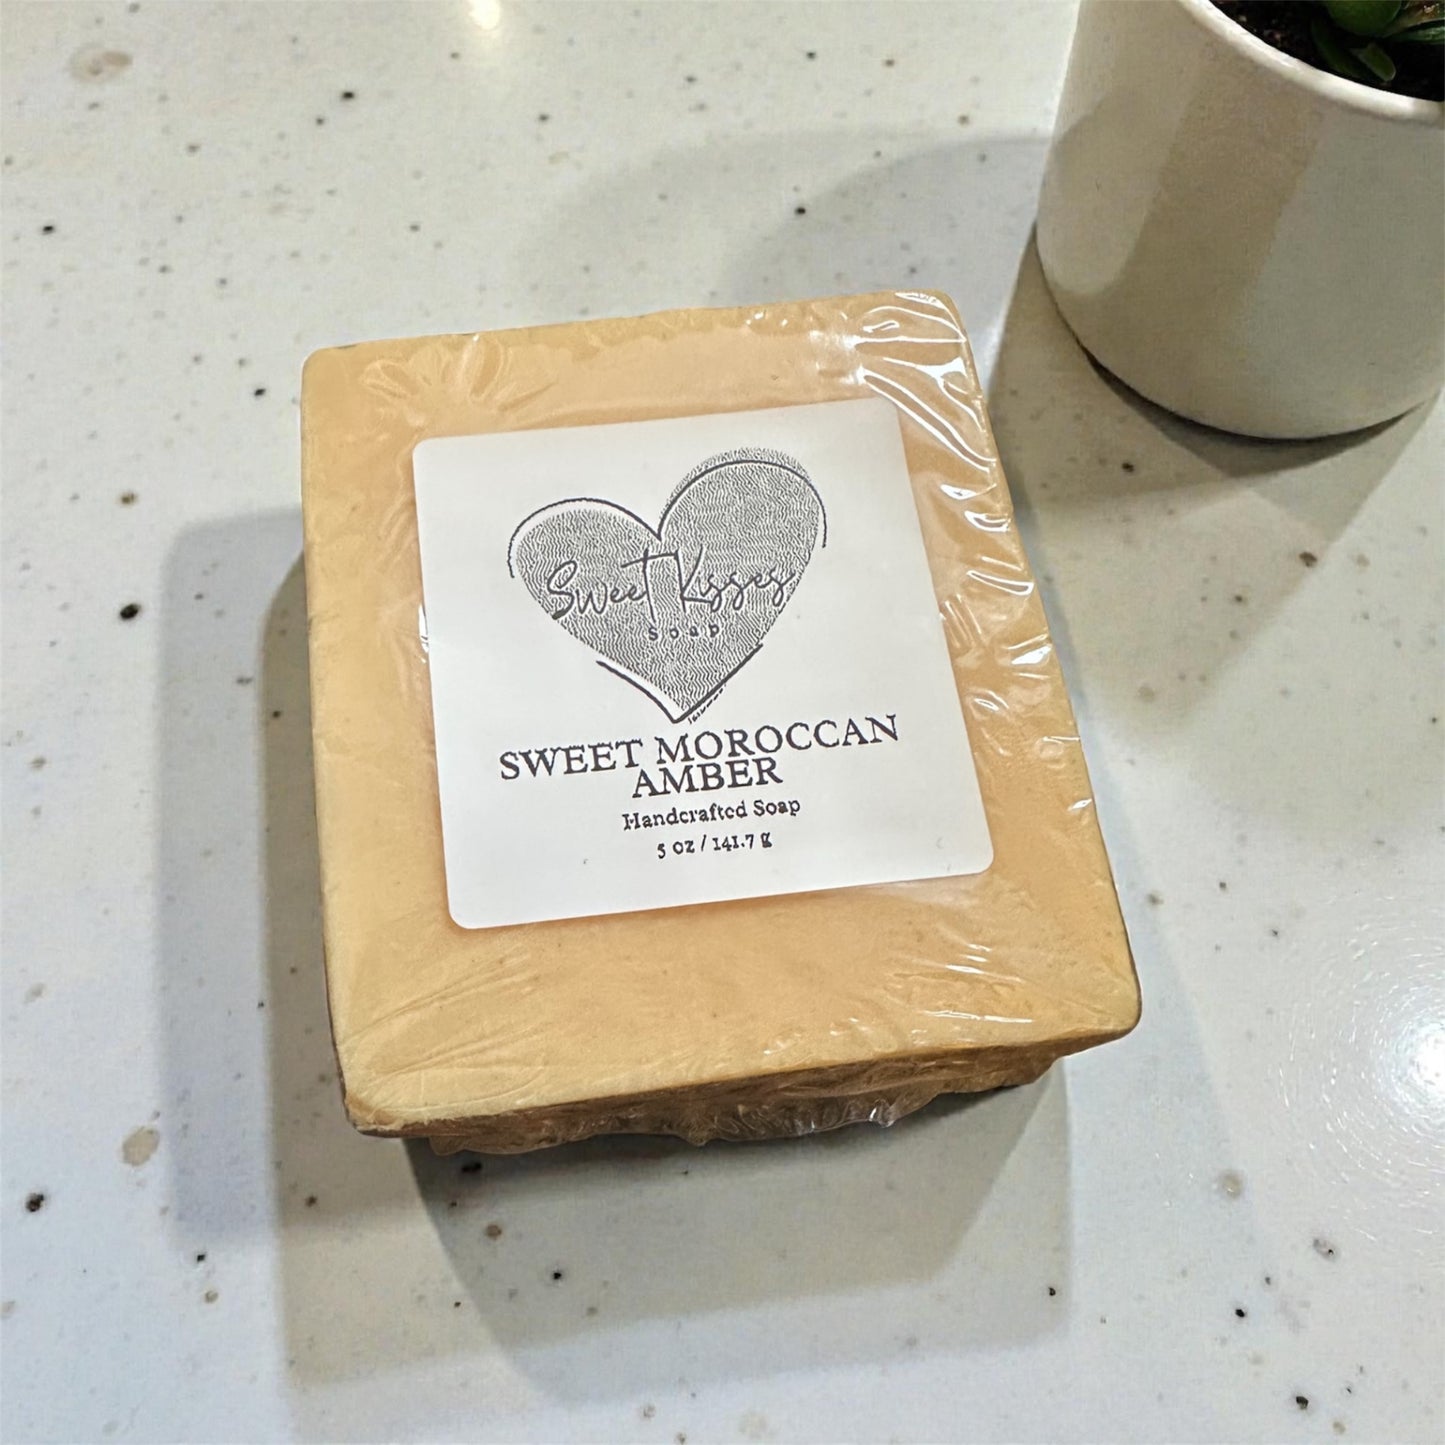 Sweet Kisses
Soap
SWEET MOROCCAN
AMBER
Handcrafted Soap
5 oz / 141.7 g